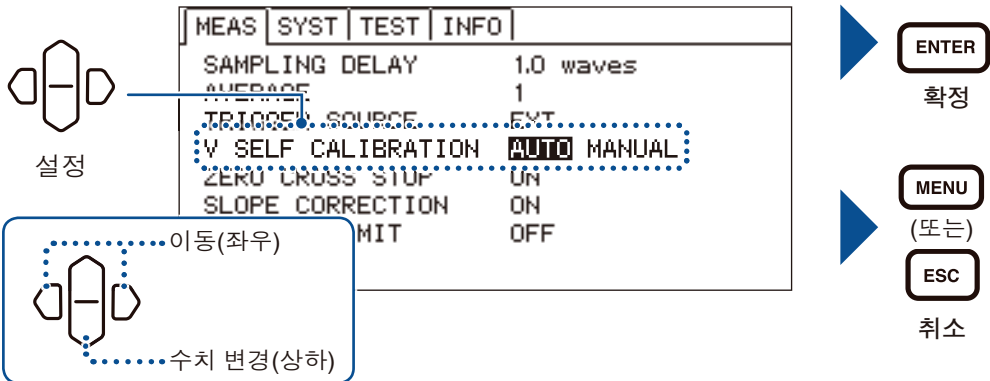 MEAS SYST TEST INFO
SAMPLING DELAY 1.0 waves
AVERAGE 1
TRIGGER SOURCE EXT
V SELF CALIBRATION AUTO MANUAL
ZERO CROSS STOP ON
SLOPE CORRECTION ON
MIT OFF
설정
이동(좌우)
수치 변경(상하)
ENTER
확정
MENU
(또는)
ESC
취소